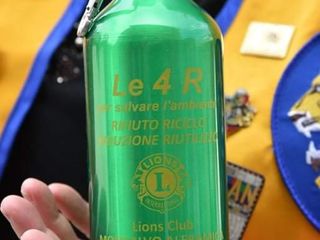 Le 4 R
per salvare l'ambiente
RIFIUTO RICICLO
RIDUZIONE RIUTILIZZO
LIONS
L
Lions Club